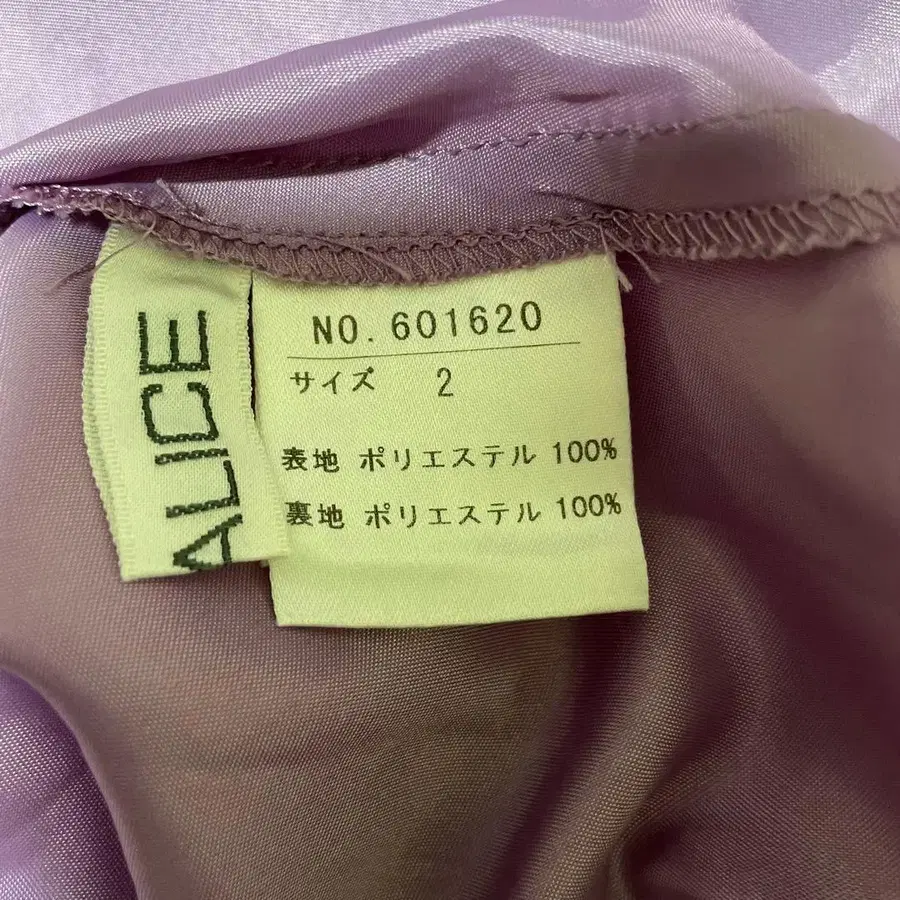 ALICE
NO.601620
サイズ 2
表地 ポリエステル 100%
裏地 ポリエステル 100%